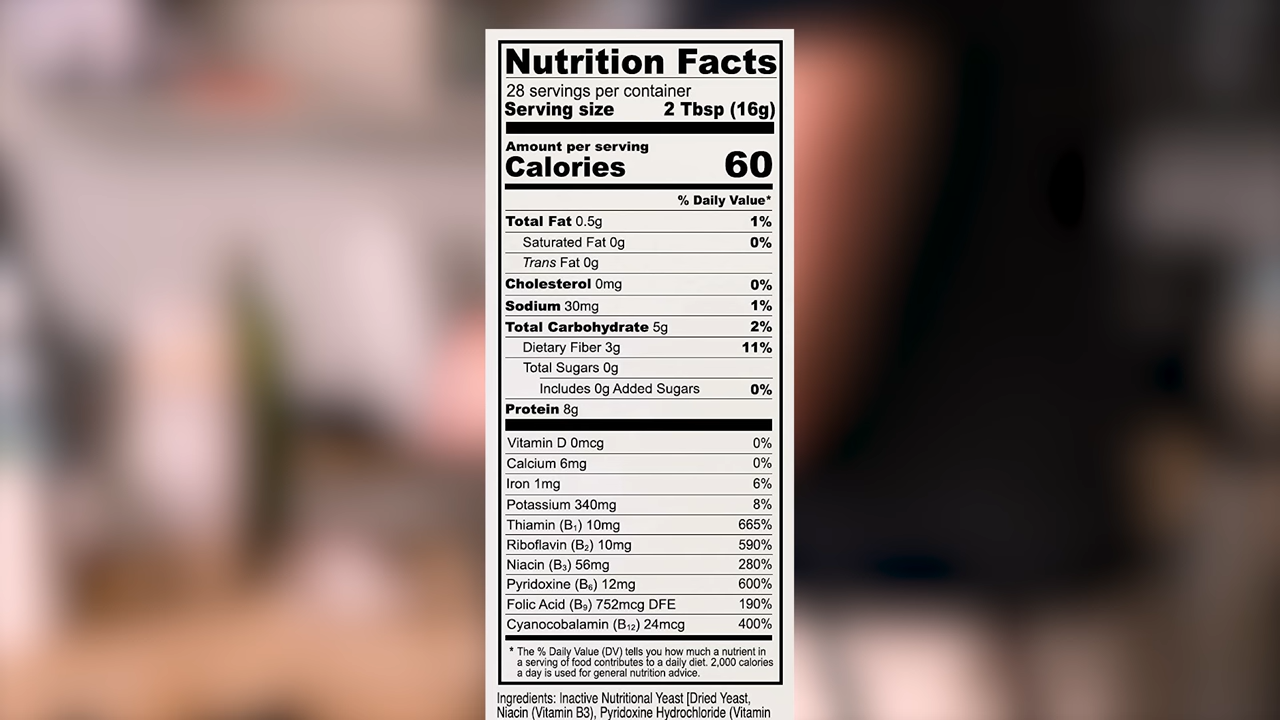 Nutrition Facts
28 servings per container
Serving size 2 Tbsp (16g)
Amount per serving
Calories 60
% Daily Value*
Total Fat 0.5g 1%
Saturated Fat 0g 0%
Trans Fat 0g
Cholesterol 0mg 0%
Sodium 30mg 1%
Total Carbohydrate 5g 2%
Dietary Fiber 3g 11%
Total Sugars 0g
Includes 0g Added Sugars 0%
Protein 8g
Vitamin D 0mcg 0%
Calcium 6mg 0%
Iron 1mg 6%
Potassium 340mg 8%
Thiamin (B₁) 10mg 665%
Riboflavin (B₂) 10mg 590%
Niacin (B₃) 56mg 280%
Pyridoxine (B₆) 12mg 600%
Folic Acid (B₉) 752mcg DFE 190%
Cyanocobalamin (B₁₂) 24mcg 400%
* The % Daily Value (DV) tells you how much a nutrient in
a serving of food contributes to a daily diet. 2,000 calories
a day is used for general nutrition advice.
Ingredients: Inactive Nutritional Yeast [Dried Yeast,
Niacin (Vitamin B3), Pyridoxine Hydrochloride (Vitamin